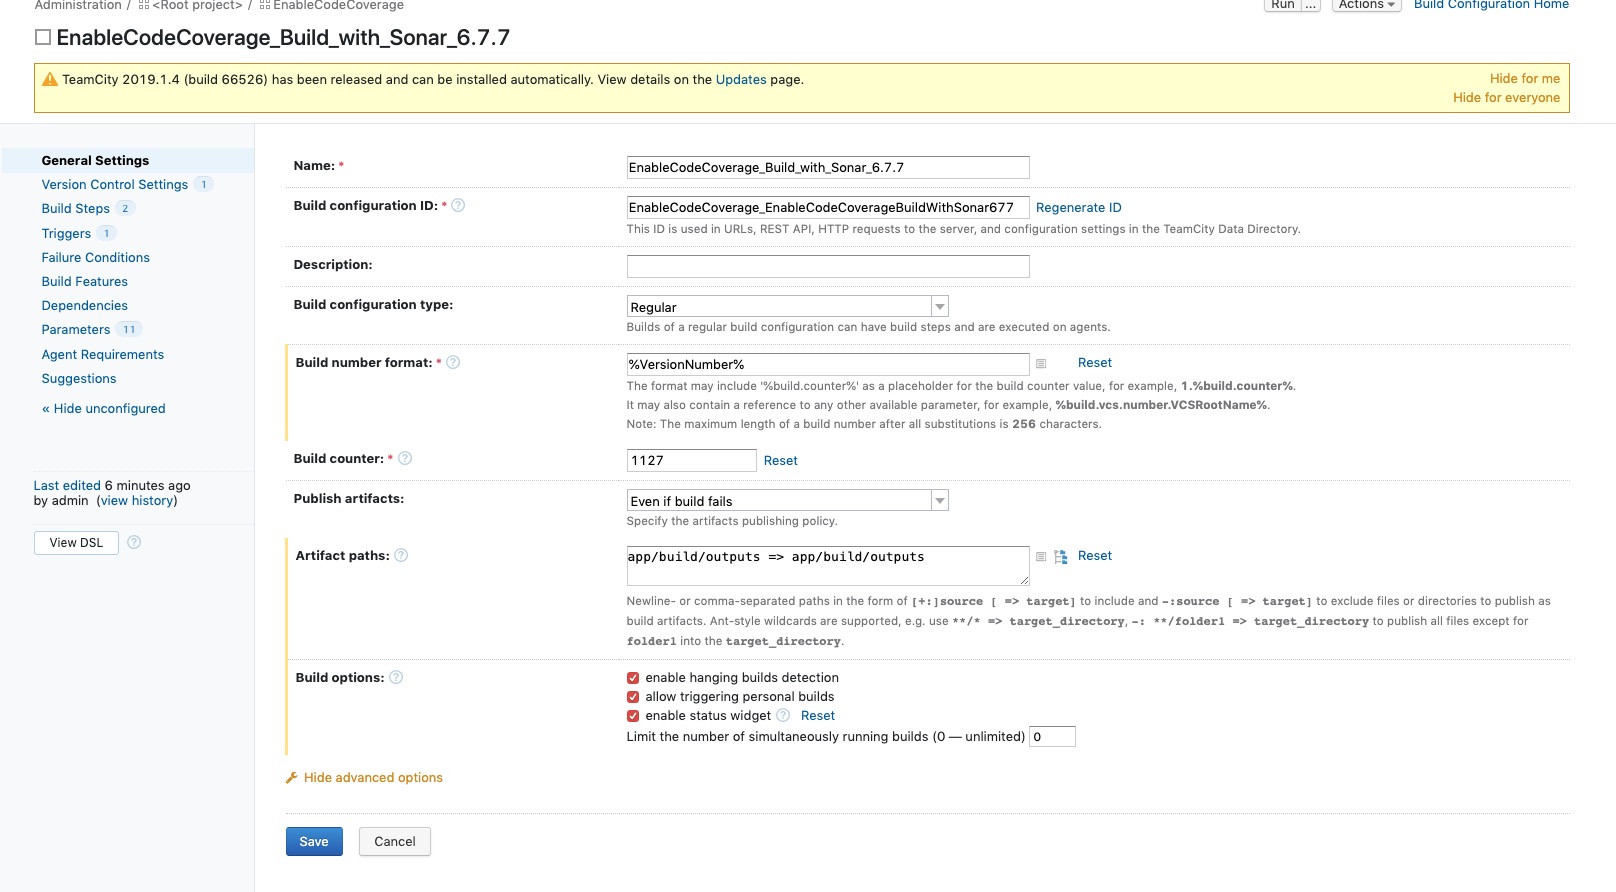 Administration / <Root project> / EnableCodeCoverage
Run ... Actions Build Configuration Home
EnableCodeCoverage_Build_with_Sonar_6.7.7
TeamCity 2019.1.4 (build 66526) has been released and can be installed automatically. View details on the Updates page.
Hide for me
Hide for everyone
General Settings
Version Control Settings 1
Build Steps 2
Triggers 1
Failure Conditions
Build Features
Dependencies
Parameters 11
Agent Requirements
Suggestions
« Hide unconfigured
Last edited 6 minutes ago
by admin (view history)
View DSL ?
Name: *
EnableCodeCoverage_Build_with_Sonar_6.7.7
Build configuration ID: * ?
EnableCodeCoverage_EnableCodeCoverageBuildWithSonar677 Regenerate ID
This ID is used in URLs, REST API, HTTP requests to the server, and configuration settings in the TeamCity Data Directory.
Description:
Build configuration type:
Regular
Builds of a regular build configuration can have build steps and are executed on agents.
Build number format: * ?
%VersionNumber% Reset
The format may include '%build.counter%' as a placeholder for the build counter value, for example, 1.%build.counter%.
It may also contain a reference to any other available parameter, for example, %build.vcs.number.VCSRootName%.
Note: The maximum length of a build number after all substitutions is 256 characters.
Build counter: * ?
1127 Reset
Publish artifacts:
Even if build fails
Specify the artifacts publishing policy.
Artifact paths: ?
app/build/outputs => app/build/outputs Reset
Newline- or comma-separated paths in the form of [+:]source [ => target] to include and -:source [ => target] to exclude files or directories to publish as
build artifacts. Ant-style wildcards are supported, e.g. use **/* => target_directory, -: **/folder1 => target_directory to publish all files except for
folder1 into the target_directory.
Build options: ?
enable hanging builds detection
allow triggering personal builds
enable status widget ? Reset
Limit the number of simultaneously running builds (0 — unlimited) 0
Hide advanced options
Save Cancel